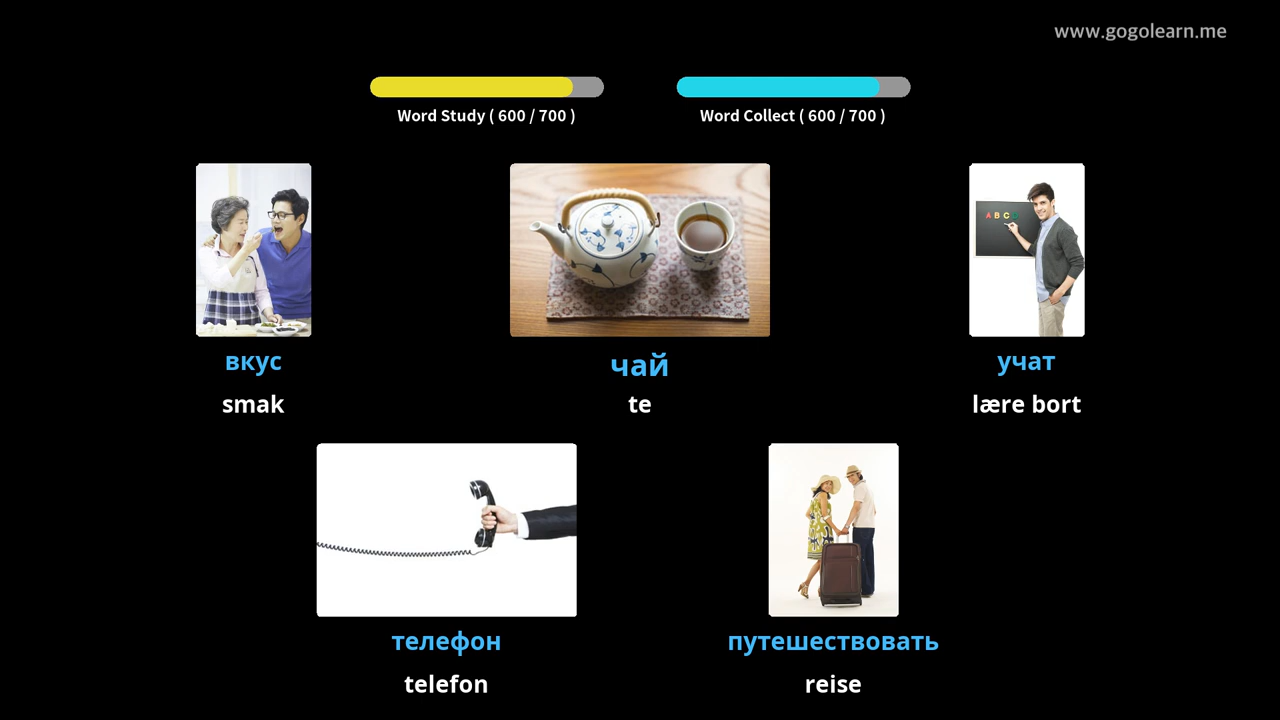 www.gogolearn.me
Word Study ( 600 / 700 )
Word Collect ( 600 / 700 )
вкус
чай
учат
smak
te
lære bort
телефон
путешествовать
telefon
reise
A B C